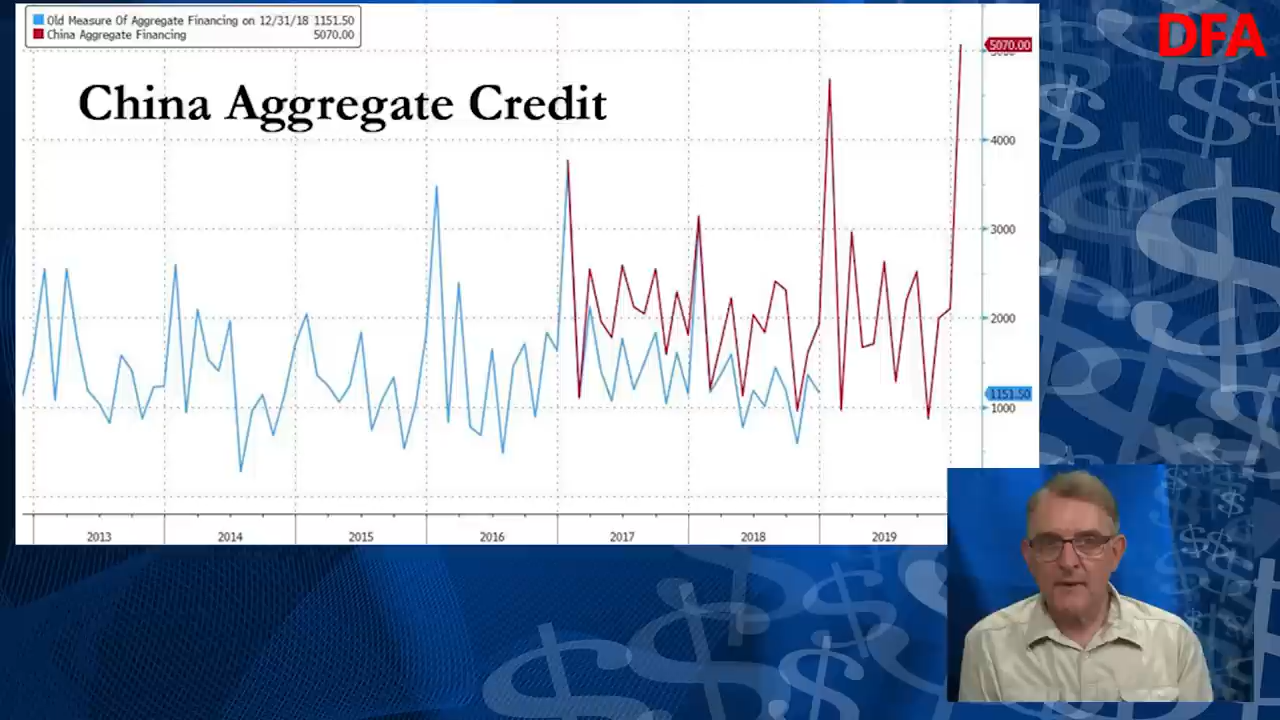 Old Measure Of Aggregate Financing on 12/31/18 1151.50
China Aggregate Financing 5070.00
DFA
China Aggregate Credit
5070.00
4000
3000
2000
1151.50
1000
2013 2014 2015 2016 2017 2018 2019